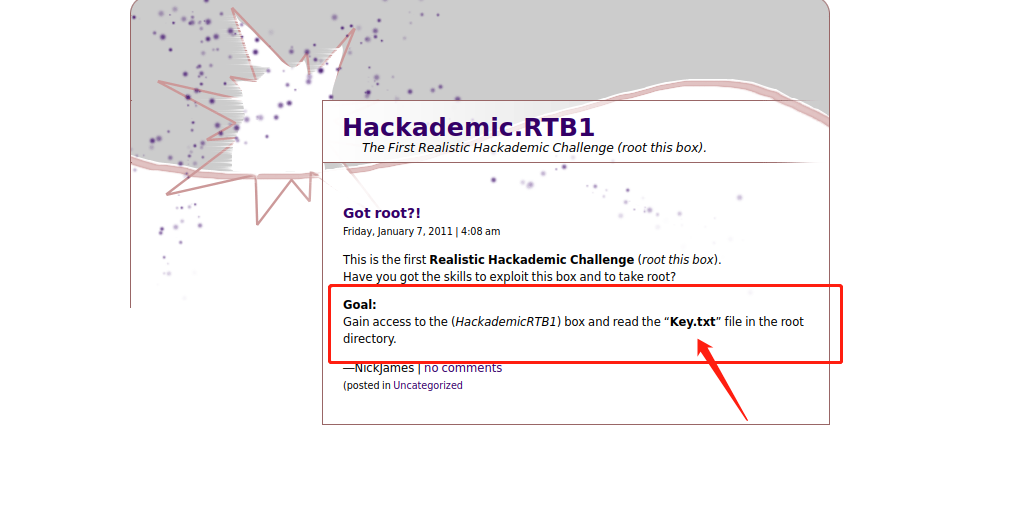 Hackademic.RTB1
The First Realistic Hackademic Challenge (root this box).
Got root?!
Friday, January 7, 2011 | 4:08 am
This is the first Realistic Hackademic Challenge (root this box).
Have you got the skills to exploit this box and to take root?
Goal:
Gain access to the (HackademicRTB1) box and read the “Key.txt” file in the root
directory.
—NickJames | no comments
(posted in Uncategorized